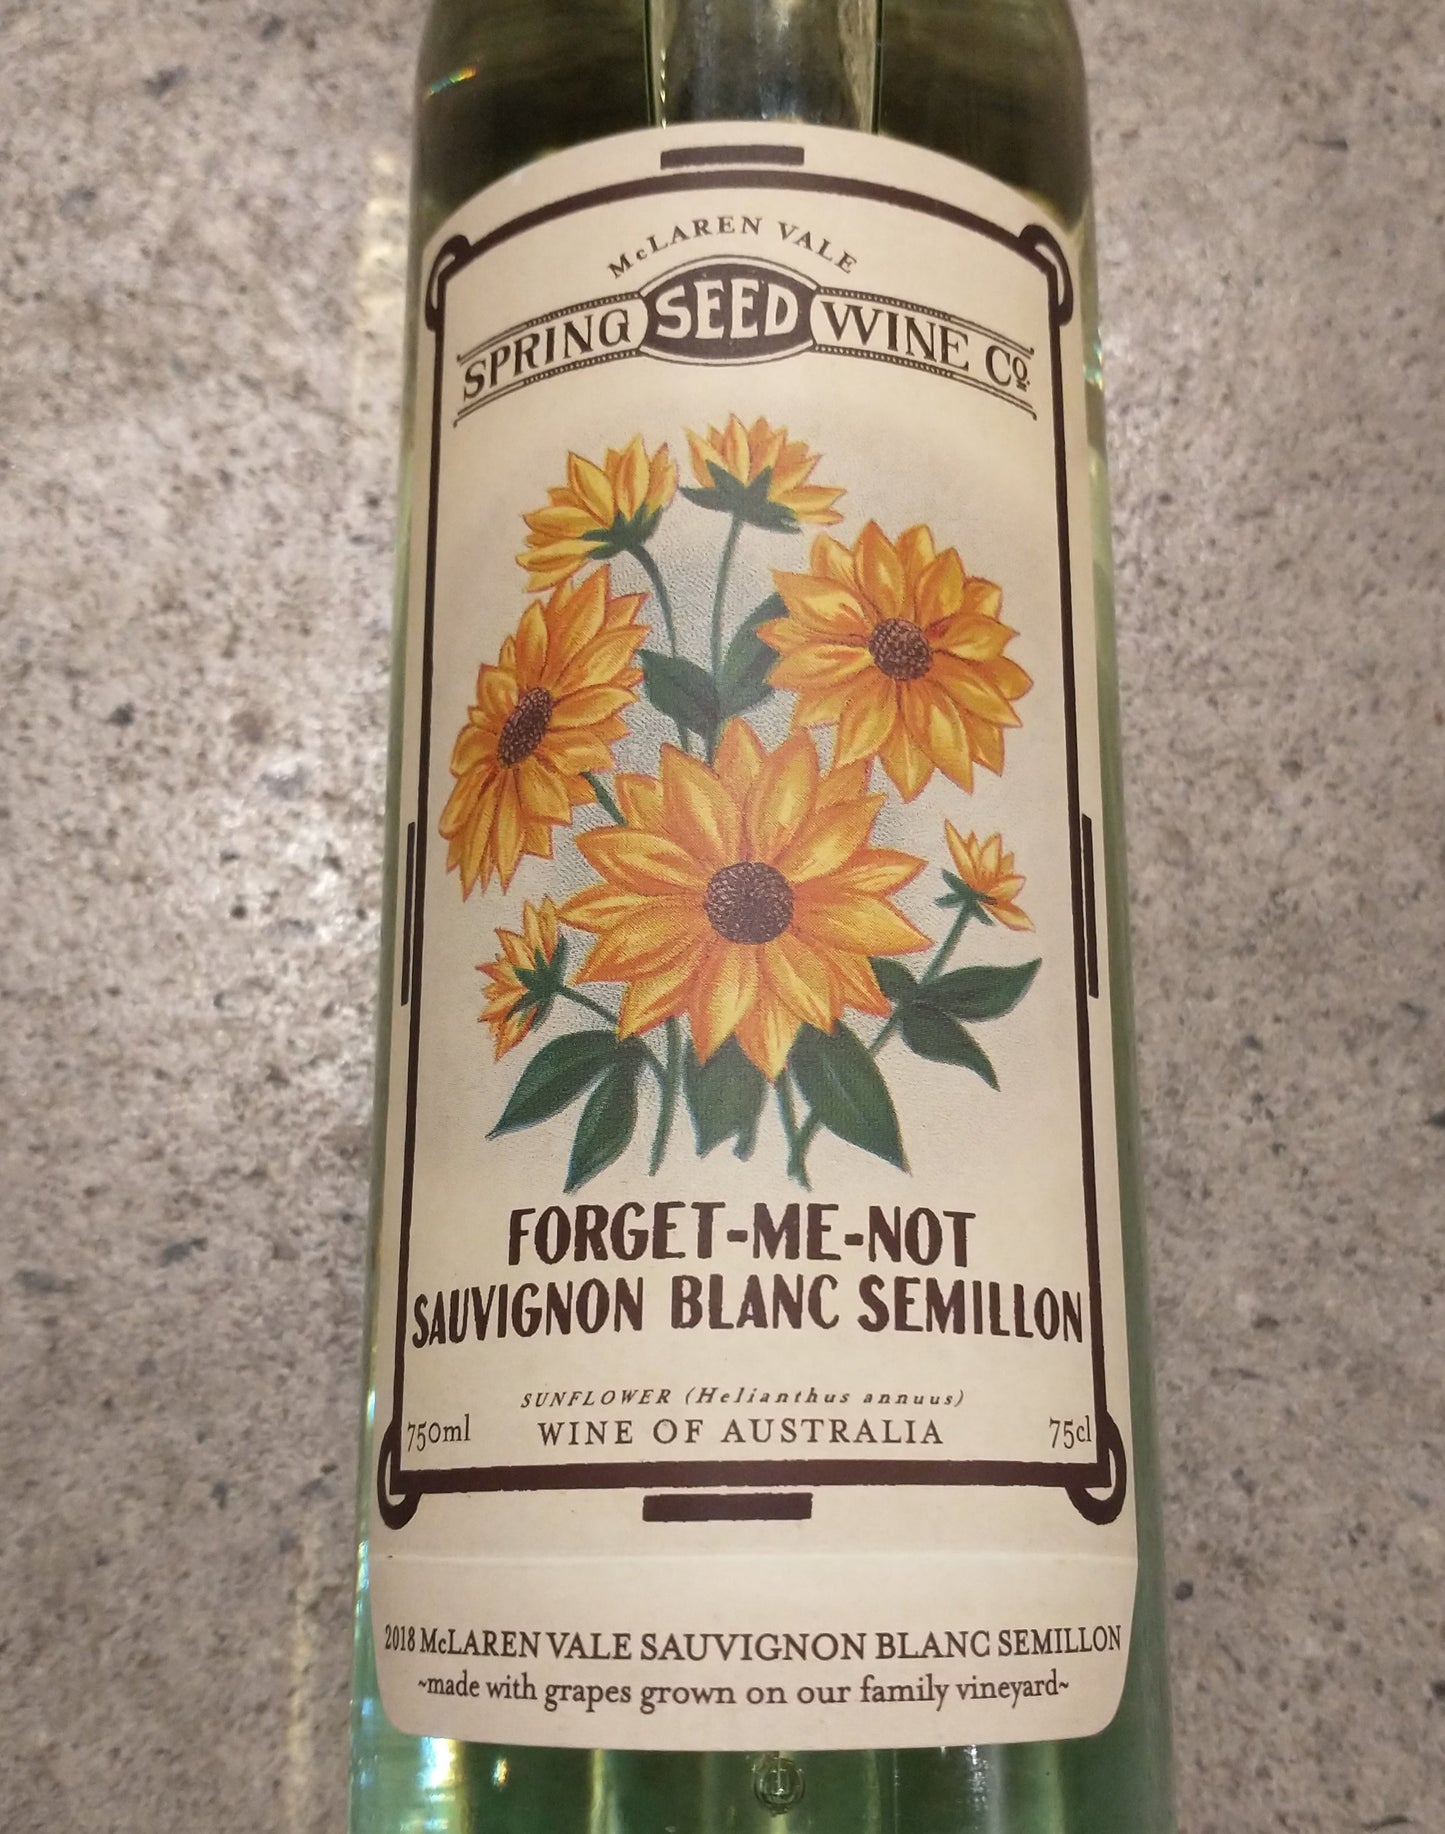 McLAREN VALE
SPRING SEED WINE Co.
FORGET-ME-NOT
SAUVIGNON BLANC SEMILLON
SUNFLOWER (Helianthus annuus)
750ml WINE OF AUSTRALIA 75cl
2018 McLAREN VALE SAUVIGNON BLANC SEMILLON
~made with grapes grown on our family vineyard~